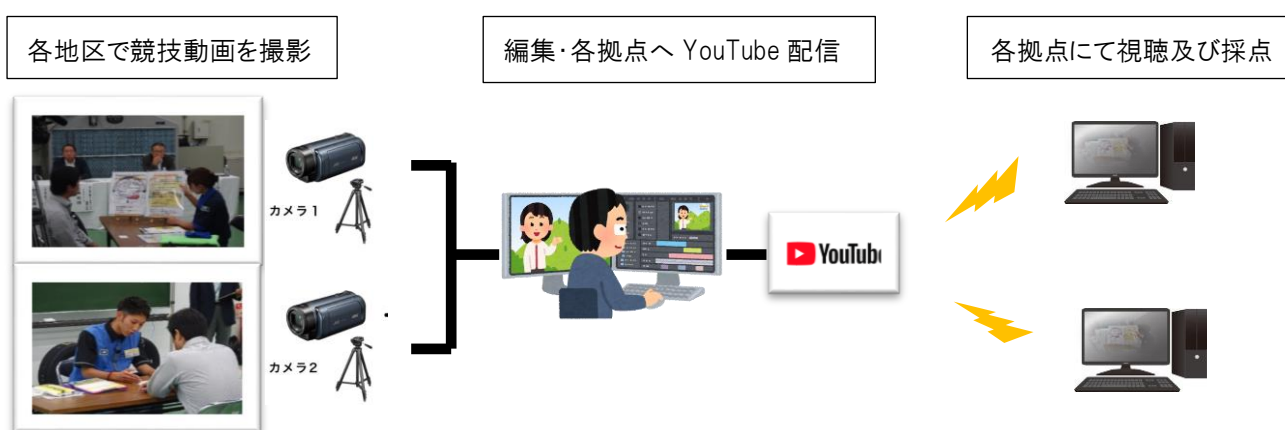 各地区で競技動画を撮影
編集・各拠点へ YouTube 配信
各拠点にて視聴及び採点
カメラ1
YouTub
カメラ2